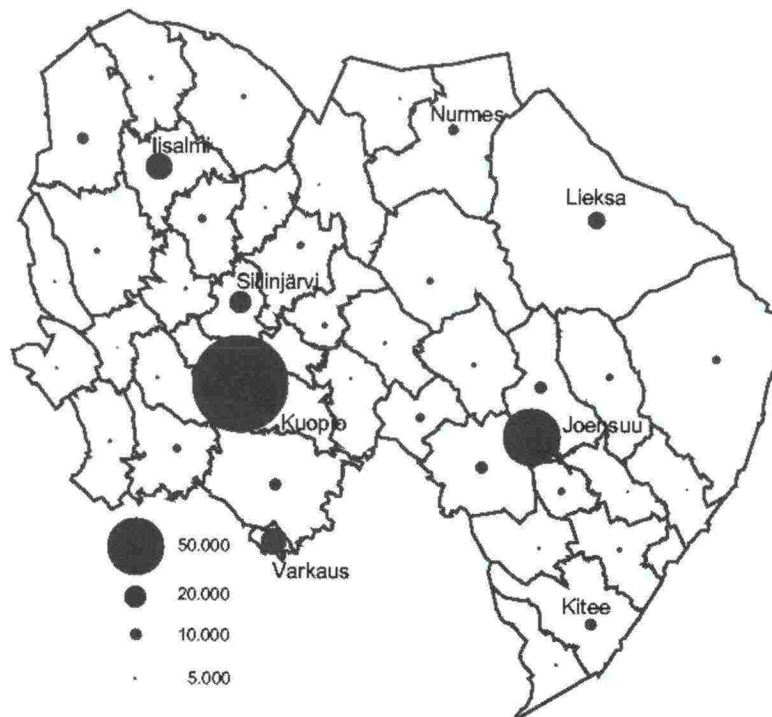 Nurmes
Iisalmi
Lieksa
Siilinjärvi
Kuopio
Joensuu
50.000
20.000
10.000
5.000
Varkaus
Kitee